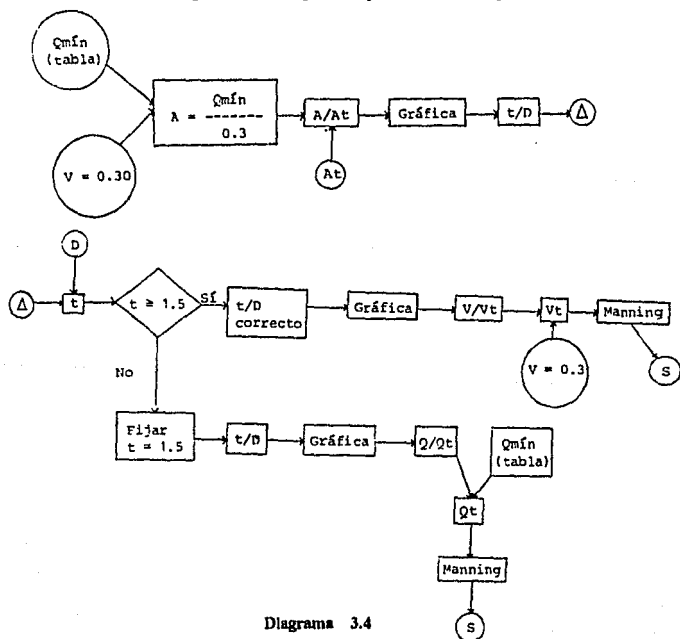 Qmín
(tabla)
A = Qmín
-------
0.3
A/At
Gráfica
t/D
Δ
V = 0.30
At
D
Δ
t
t ≥ 1.5
Sí
t/D
correcto
Gráfica
V/Vt
Vt
Manning
V = 0.3
S
No
Fijar
t = 1.5
t/D
Gráfica
Q/Qt
Qmín
(tabla)
Qt
Manning
S
Diagrama 3.4